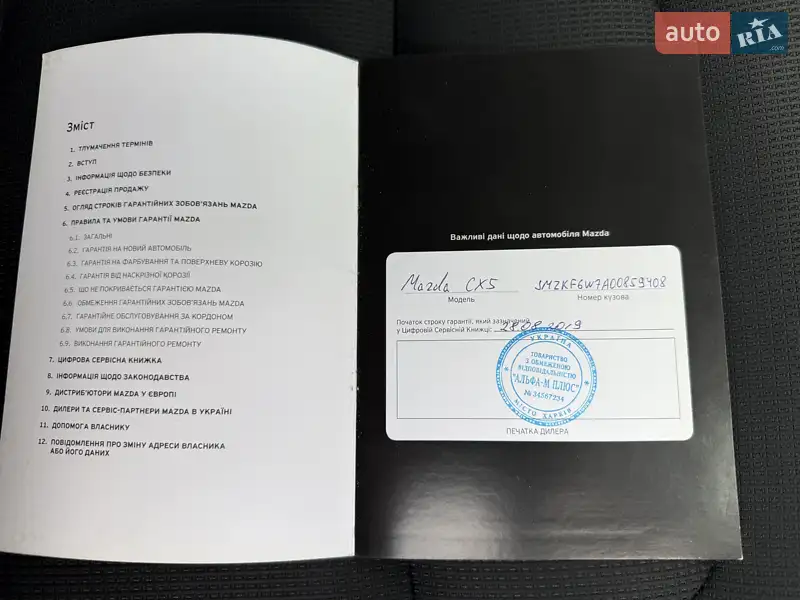 auto RIA .com
Зміст
1. ТЛУМАЧЕННЯ ТЕРМІНІВ
2. ВСТУП
3. ІНФОРМАЦІЯ ЩОДО БЕЗПЕКИ
4. РЕЄСТРАЦІЯ ПРОДАЖУ
5. ОГЛЯД СТРОКІВ ГАРАНТІЙНИХ ЗОБОВ'ЯЗАНЬ MAZDA
6. ПРАВИЛА ТА УМОВИ ГАРАНТІЇ MAZDA
6.1. ЗАГАЛЬНІ
6.2. ГАРАНТІЯ НА НОВИЙ АВТОМОБІЛЬ
6.3. ГАРАНТІЯ НА ФАРБУВАННЯ ТА ПОВЕРХНЕВУ КОРОЗІЮ
6.4. ГАРАНТІЯ ВІД НАСКРІЗНОЇ КОРОЗІЇ
6.5. ЩО НЕ ПОКРИВАЄТЬСЯ ГАРАНТІЄЮ MAZDA
6.6. ОБМЕЖЕННЯ ГАРАНТІЙНИХ ЗОБОВ'ЯЗАНЬ MAZDA
6.7. ГАРАНТІЙНЕ ОБСЛУГОВУВАННЯ ЗА КОРДОНОМ
6.8. УМОВИ ДЛЯ ВИКОНАННЯ ГАРАНТІЙНОГО РЕМОНТУ
6.9. ВИКОНАННЯ ГАРАНТІЙНОГО РЕМОНТУ
7. ЦИФРОВА СЕРВІСНА КНИЖКА
8. ІНФОРМАЦІЯ ЩОДО ЗАКОНОДАВСТВА
9. ДИСТРИБ'ЮТОРИ MAZDA У ЄВРОПІ
10. ДИЛЕРИ ТА СЕРВІС-ПАРТНЕРИ MAZDA В УКРАЇНІ
11. ДОПОМОГА ВЛАСНИКУ
12. ПОВІДОМЛЕННЯ ПРО ЗМІНУ АДРЕСИ ВЛАСНИКА
АБО ЙОГО ДАНИХ
Важливі дані щодо автомобіля Mazda
Mazda CX5 JMZKF6W7A00859408
Модель Номер кузова
Початок строку гарантії, який зазначений
у Цифровій Сервісній Книжці: 28.08.2019
УКРАЇНА
ТОВАРИСТВО
З ОБМЕЖЕНОЮ
ВІДПОВІДАЛЬНІСТЮ
"АЛЬФА-М ПЛЮС"
№ 34567234
МІСТО ХАРКІВ
ПЕЧАТКА ДИЛЕРА